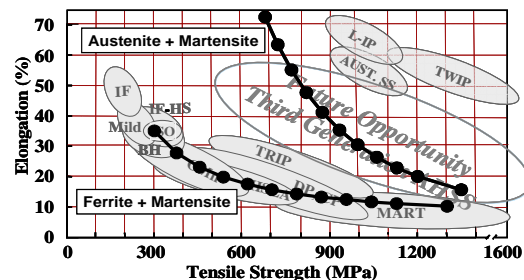 Elongation (%)
70
60
50
40
30
20
10
0
Austenite + Martensite
L-IP
AUST. SS
TWIP
IF
IF-HS
Mild
BH
TRIP
Future Opportunity
Third Generation AHSS
DP
MART
Ferrite + Martensite
0
300
600
900
1200
1600
Tensile Strength (MPa)